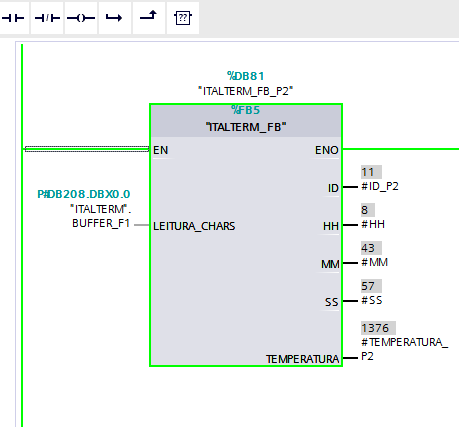 ??
%DB81
"ITALTERM_FB_P2"
%FB5
"ITALTERM_FB"
EN
ENO
11
ID
#ID_P2
P#DB208.DBX0.0
"ITALTERM".
BUFFER_F1
LEITURA_CHARS
8
HH
#HH
43
MM
#MM
57
SS
#SS
1376
#TEMPERATURA_
P2
TEMPERATURA